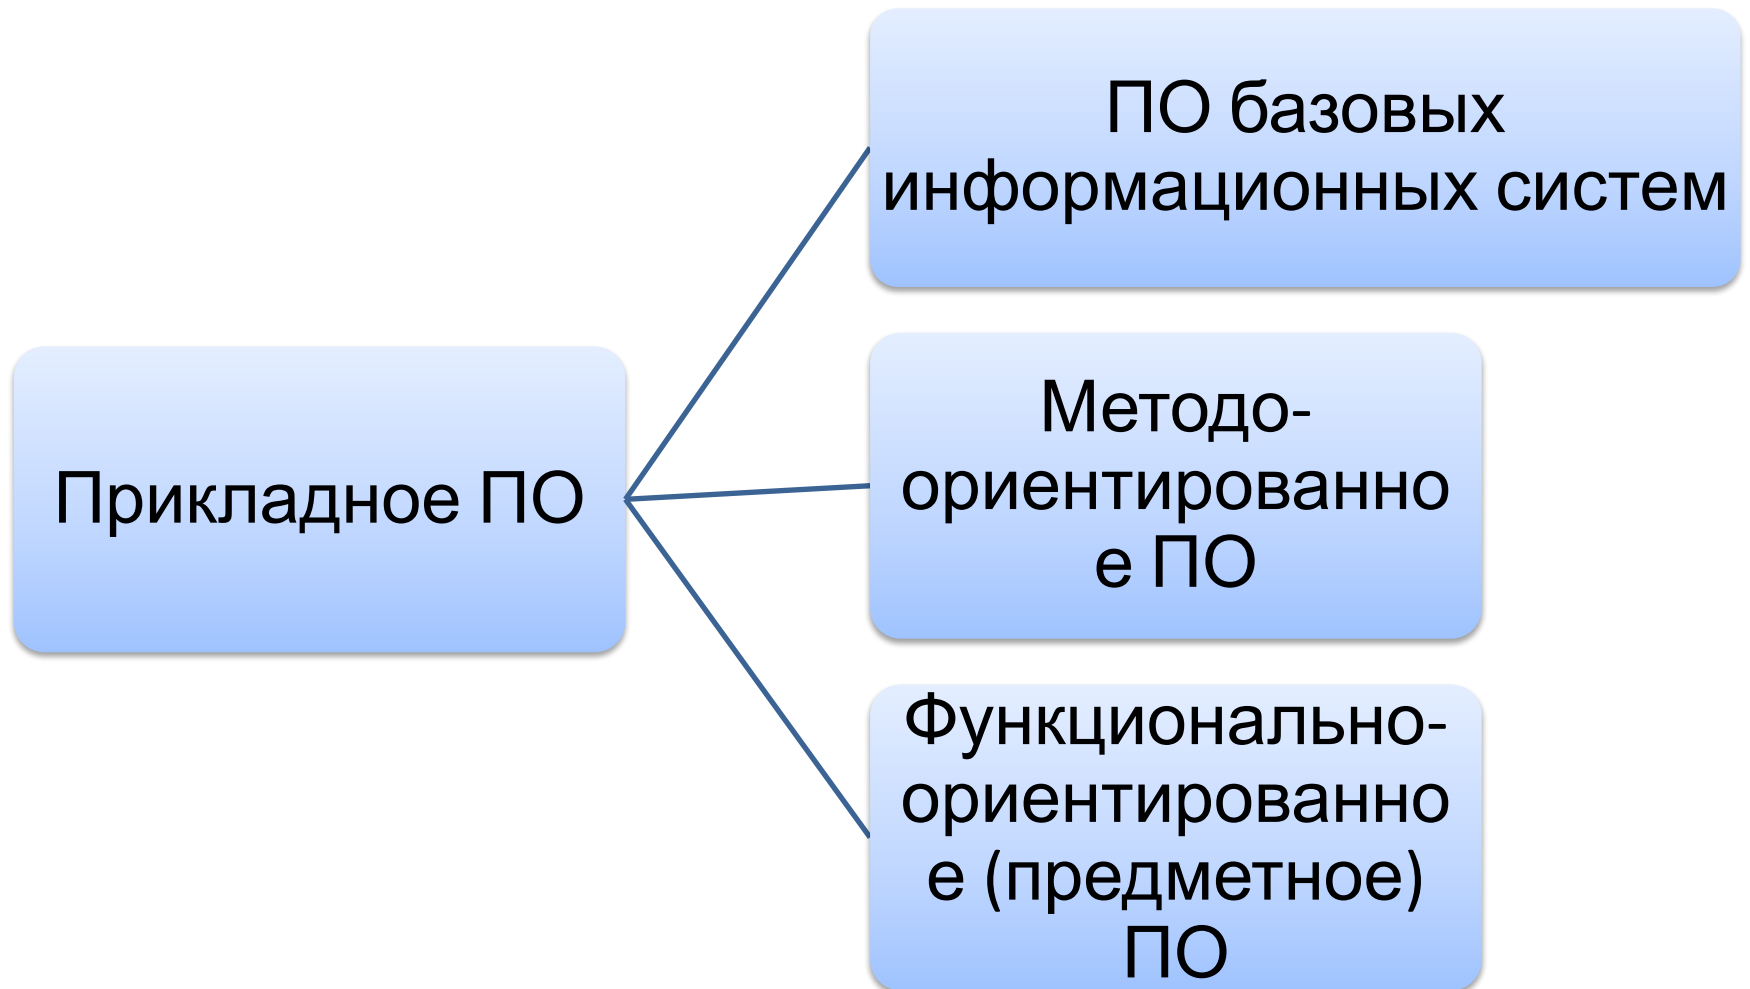 ПО базовых
информационных систем
Прикладное ПО
Методо-
ориентированно
е ПО
Функционально-
ориентированно
е (предметное)
ПО